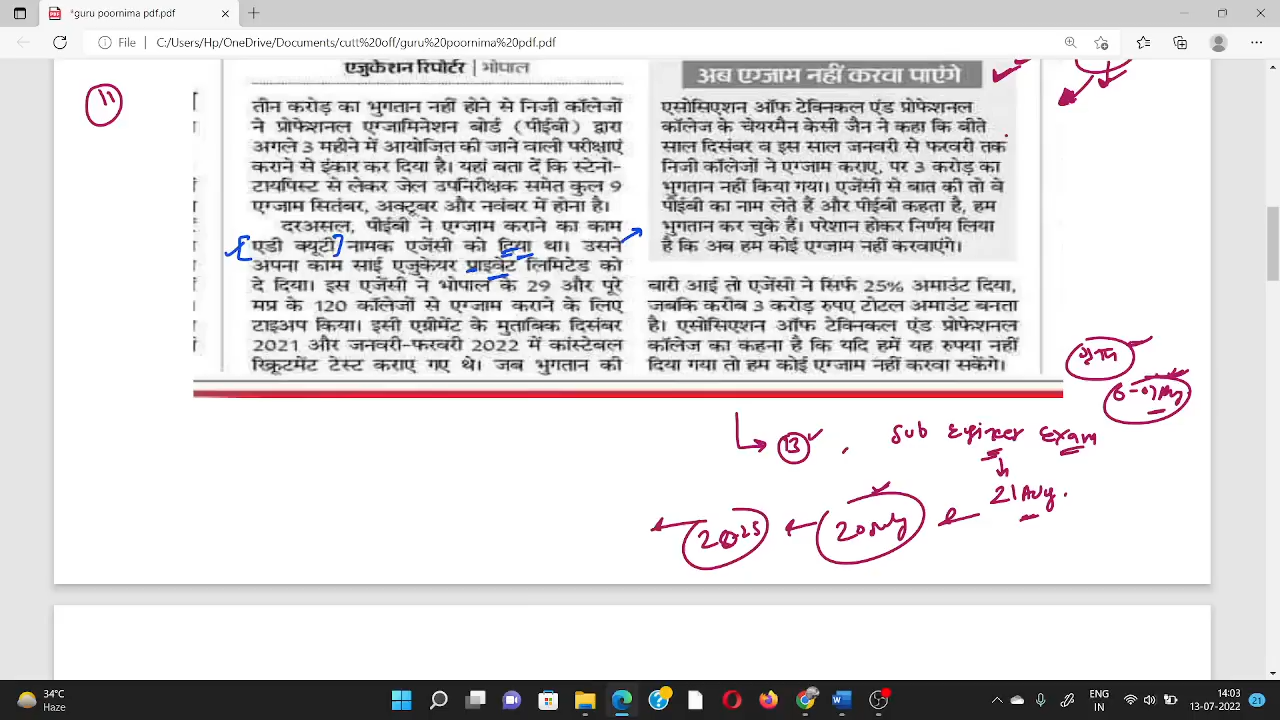 *guru poornima pdf.pdf
File
C:/Users/Hp/OneDrive/Documents/cutt%20off/guru%20poornima%20pdf.pdf
11
एजुकेशन रिपोर्टर | भोपाल
तीन करोड़ का भुगतान नहीं होने से निजी कॉलेजों
ने प्रोफेशनल एग्जामिनेशन बोर्ड (पीईबी) द्वारा
अगले 3 महीने में आयोजित की जाने वाली परीक्षाएं
कराने से इंकार कर दिया है। यहां बता दें कि स्टेनो-
टायपिस्ट से लेकर जेल उपनिरीक्षक समेत कुल 9
एग्जाम सितंबर, अक्टूबर और नवंबर में होना है।
दरअसल, पीईबी ने एग्जाम कराने का काम
एडी क्यूटी नामक एजेंसी को दिया था। उसने
अपना काम साई एजुकेयर प्राइवेट लिमिटेड को
दे दिया। इस एजेंसी ने भोपाल के 29 और पूरे
मप्र के 120 कॉलेजों से एग्जाम कराने के लिए
टाइअप किया। इसी एग्रीमेंट के मुताबिक दिसंबर
2021 और जनवरी-फरवरी 2022 में कांस्टेबल
रिक्रूटमेंट टेस्ट कराए गए थे। जब भुगतान की
अब एग्जाम नहीं करवा पाएंगे
एसोसिएशन ऑफ टेक्निकल एंड प्रोफेशनल
कॉलेज के चेयरमैन केसी जैन ने कहा कि बीते
साल दिसंबर व इस साल जनवरी से फरवरी तक
निजी कॉलेजों ने एग्जाम कराए, पर 3 करोड़ का
भुगतान नहीं किया गया। एजेंसी से बात की तो वे
पीईबी का नाम लेते हैं और पीईबी कहता है, हम
भुगतान कर चुके हैं। परेशान होकर निर्णय लिया
है कि अब हम कोई एग्जाम नहीं करवाएंगे।
बारी आई तो एजेंसी ने सिर्फ 25% अमाउंट दिया,
जबकि करीब 3 करोड़ रुपए टोटल अमाउंट बनता
है। एसोसिएशन ऑफ टेक्निकल एंड प्रोफेशनल
कॉलेज का कहना है कि यदि हमें यह रुपया नहीं
दिया गया तो हम कोई एग्जाम नहीं करवा सकेंगे।
13
Sub Engineer Exam
21 Aug.
20 July
34°C
Haze
ENG
IN
14:03
13-07-2022
21